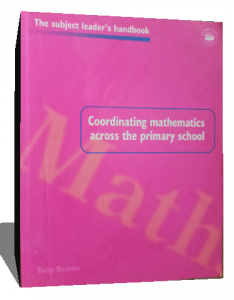 The subject leader's handbook
Coordinating mathematics
across the primary school
Math
Tony Brown